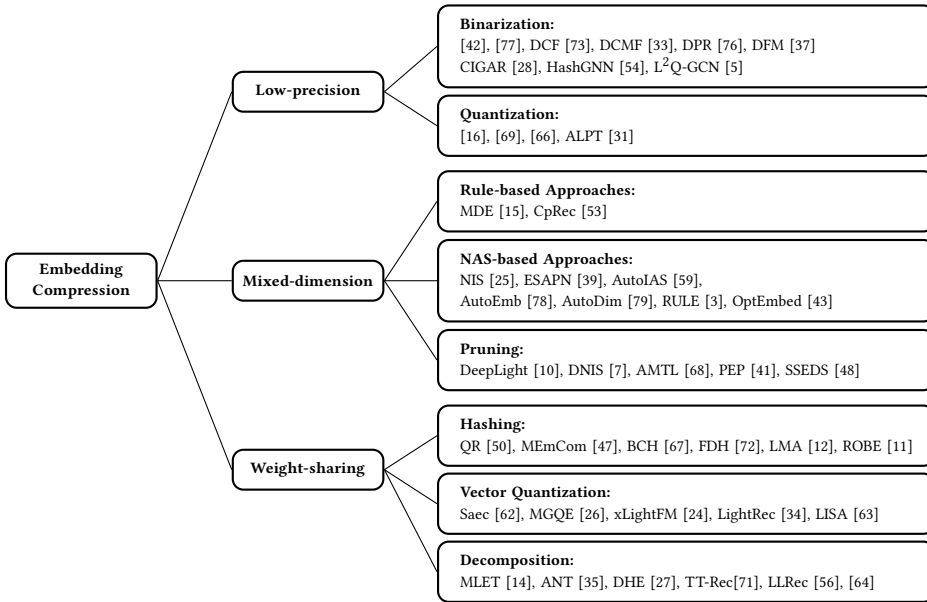 Embedding
Compression
Low-precision
Binarization:
[42], [77], DCF [73], DCMF [33], DPR [76], DFM [37]
CIGAR [28], HashGNN [54], L²Q-GCN [5]
Quantization:
[16], [69], [66], ALPT [31]
Mixed-dimension
Rule-based Approaches:
MDE [15], CpRec [53]
NAS-based Approaches:
NIS [25], ESAPN [39], AutoIAS [59],
AutoEmb [78], AutoDim [79], RULE [3], OptEmbed [43]
Pruning:
DeepLight [10], DNIS [7], AMTL [68], PEP [41], SSEDS [48]
Weight-sharing
Hashing:
QR [50], MEmCom [47], BCH [67], FDH [72], LMA [12], ROBE [11]
Vector Quantization:
Saec [62], MGQE [26], xLightFM [24], LightRec [34], LISA [63]
Decomposition:
MLET [14], ANT [35], DHE [27], TT-Rec[71], LLRec [56], [64]